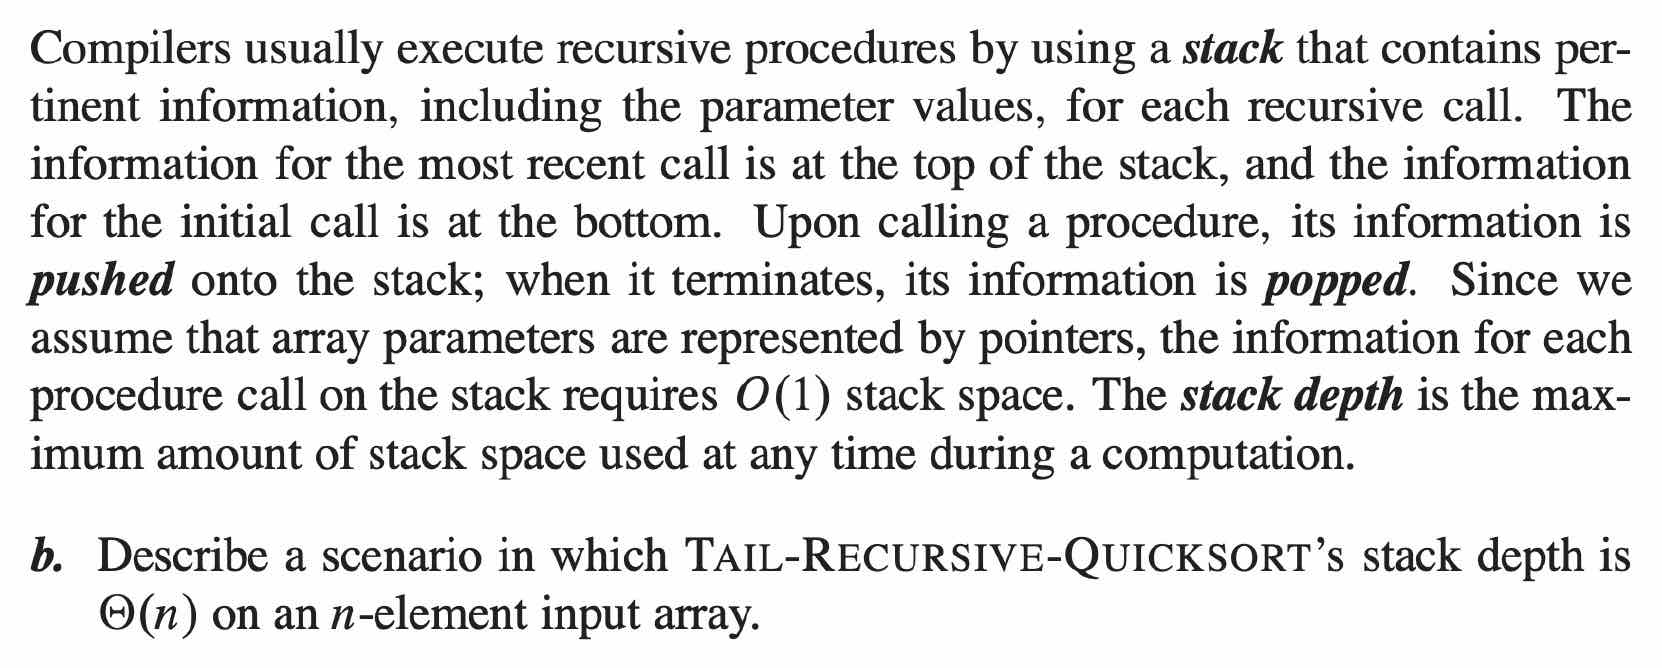 Compilers usually execute recursive procedures by using a stack that contains per-
tinent information, including the parameter values, for each recursive call. The
information for the most recent call is at the top of the stack, and the information
for the initial call is at the bottom. Upon calling a procedure, its information is
pushed onto the stack; when it terminates, its information is popped. Since we
assume that array parameters are represented by pointers, the information for each
procedure call on the stack requires O(1) stack space. The stack depth is the max-
imum amount of stack space used at any time during a computation.
b. Describe a scenario in which TAIL-RECURSIVE-QUICKSORT's stack depth is
Θ(n) on an n-element input array.